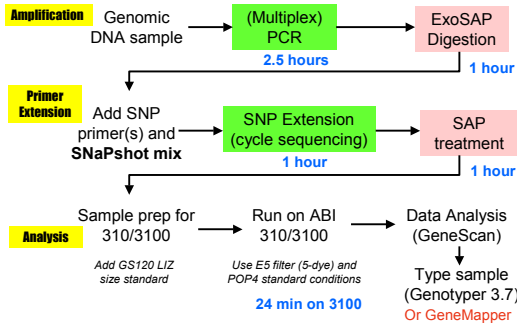 Amplification
Genomic
DNA sample
(Multiplex)
PCR
ExoSAP
Digestion
2.5 hours
1 hour
Primer
Extension
Add SNP
primer(s) and
SNaPshot mix
SNP Extension
(cycle sequencing)
SAP
treatment
1 hour
1 hour
Analysis
Sample prep for
310/3100
Run on ABI
310/3100
Data Analysis
(GeneScan)
Add GS120 LIZ
size standard
Use E5 filter (5-dye) and
POP4 standard conditions
24 min on 3100
Type sample
(Genotyper 3.7)
Or GeneMapper